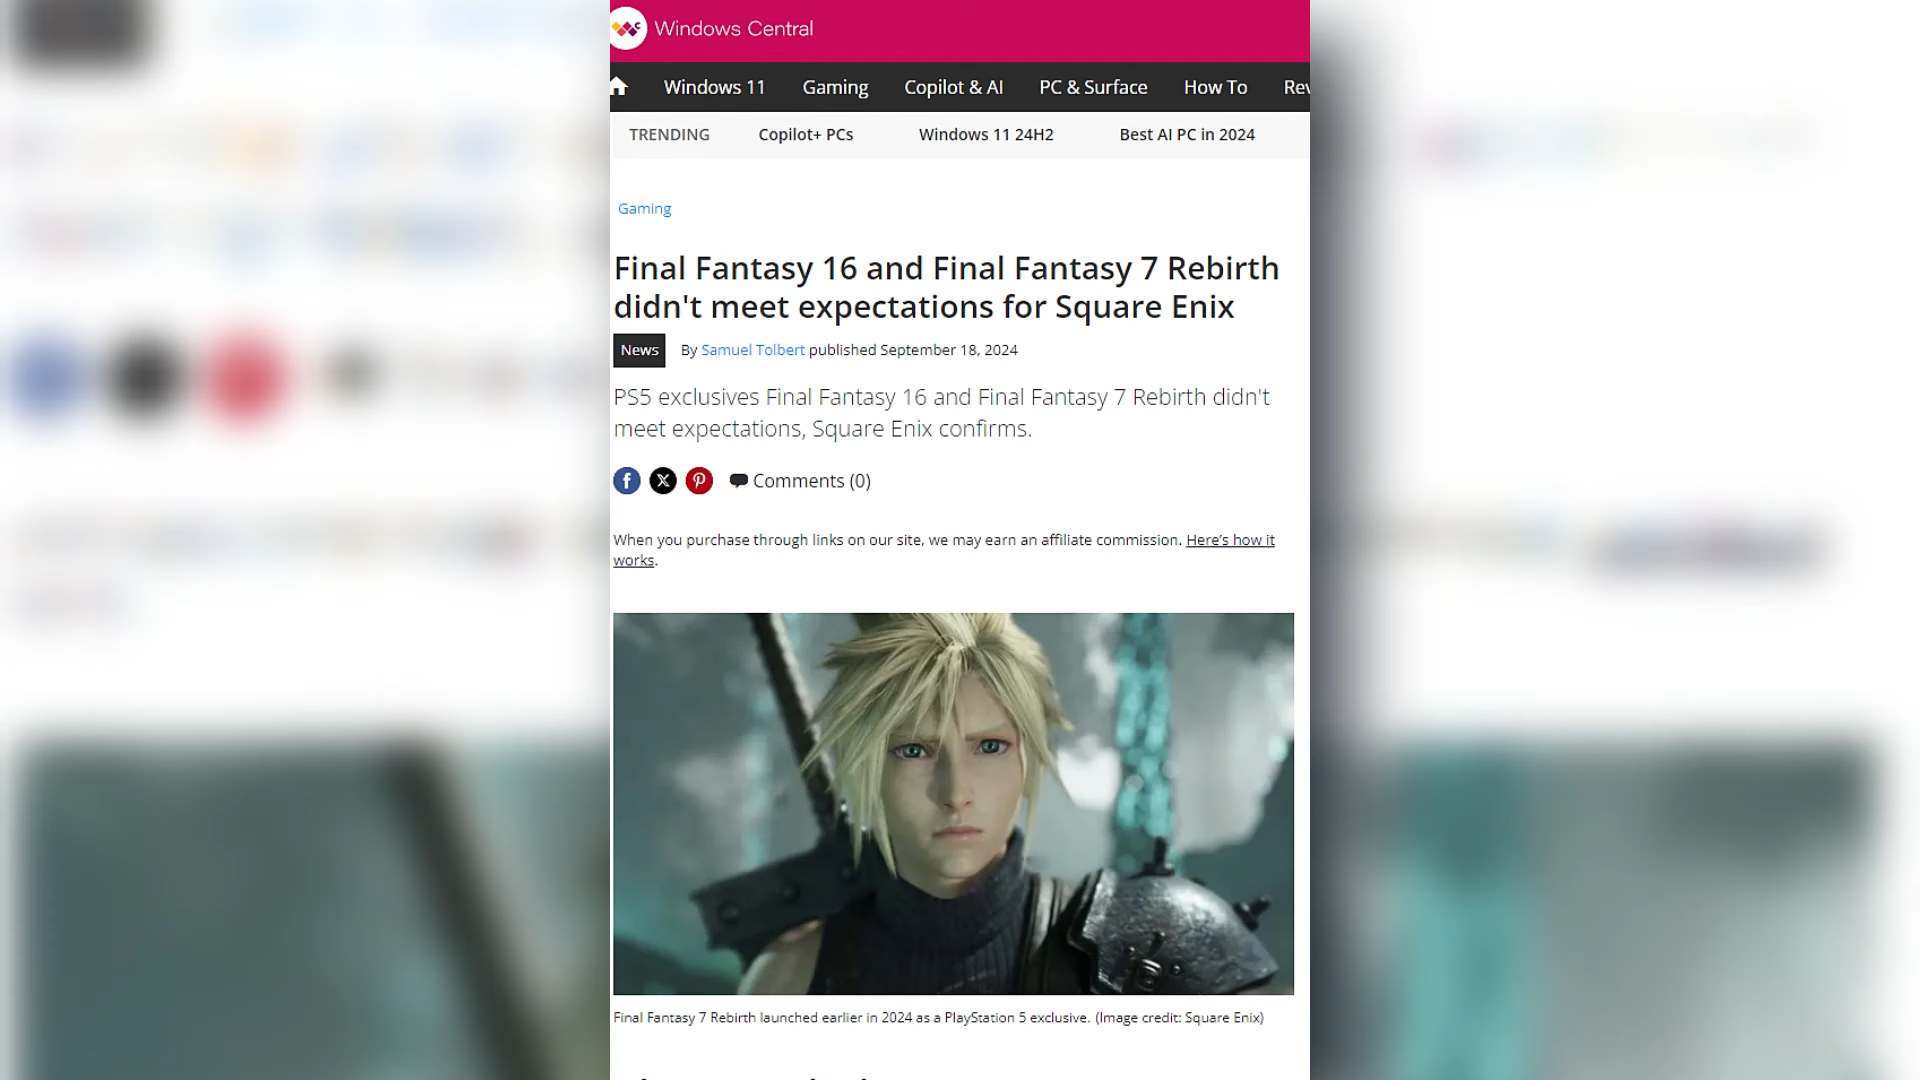 Windows Central
Windows 11 Gaming Copilot & AI PC & Surface How To Rev
TRENDING Copilot+ PCs Windows 11 24H2 Best AI PC in 2024
Gaming
Final Fantasy 16 and Final Fantasy 7 Rebirth
didn't meet expectations for Square Enix
News By Samuel Tolbert published September 18, 2024
PS5 exclusives Final Fantasy 16 and Final Fantasy 7 Rebirth didn't
meet expectations, Square Enix confirms.
Comments (0)
When you purchase through links on our site, we may earn an affiliate commission. Here’s how it
works.
Final Fantasy 7 Rebirth launched earlier in 2024 as a PlayStation 5 exclusive. (Image credit: Square Enix)